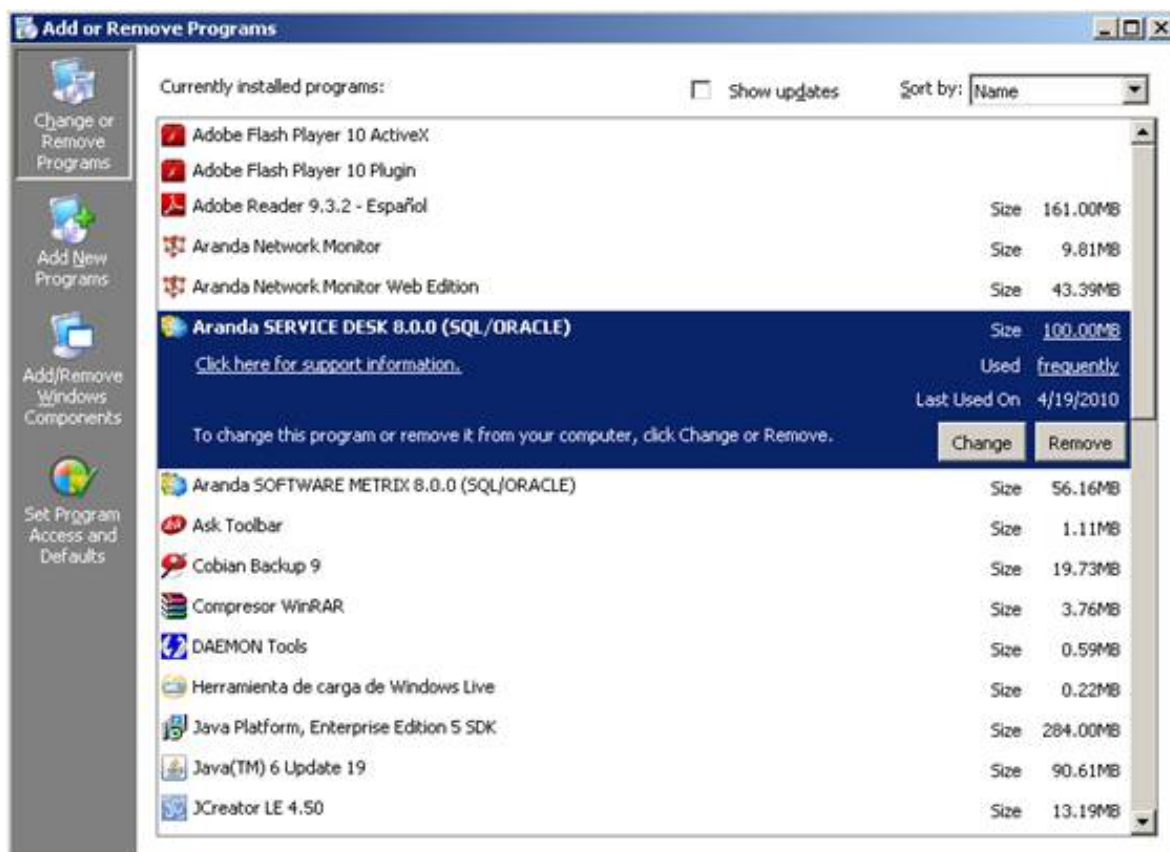 Add or Remove Programs
Change or
Remove
Programs
Add New
Programs
Add/Remove
Windows
Components
Set Program
Access and
Defaults
Currently installed programs: Show updates Sort by: Name
Adobe Flash Player 10 ActiveX
Adobe Flash Player 10 Plugin
Adobe Reader 9.3.2 - Español Size 161.00MB
Aranda Network Monitor Size 9.81MB
Aranda Network Monitor Web Edition Size 43.39MB
Aranda SERVICE DESK 8.0.0 (SQL/ORACLE) Size 100.00MB
Click here for support information. Used frequently
Last Used On 4/19/2010
To change this program or remove it from your computer, click Change or Remove. Change Remove
Aranda SOFTWARE METRIX 8.0.0 (SQL/ORACLE) Size 56.16MB
Ask Toolbar Size 1.11MB
Cobian Backup 9 Size 19.73MB
Compresor WinRAR Size 3.76MB
DAEMON Tools Size 0.59MB
Herramienta de carga de Windows Live Size 0.22MB
Java Platform, Enterprise Edition 5 SDK Size 284.00MB
Java(TM) 6 Update 19 Size 90.61MB
JCreator LE 4.50 Size 13.19MB